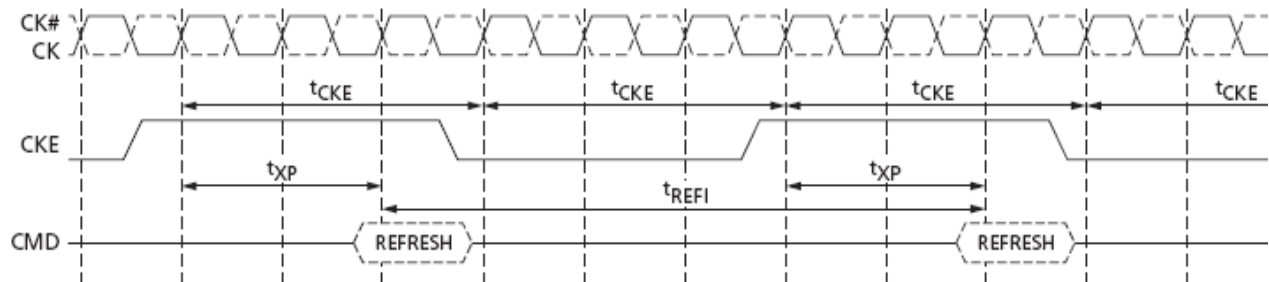 CK#
CK
tCKE tCKE tCKE tCKE
CKE
tXP tXP
tREFI
CMD REFRESH REFRESH